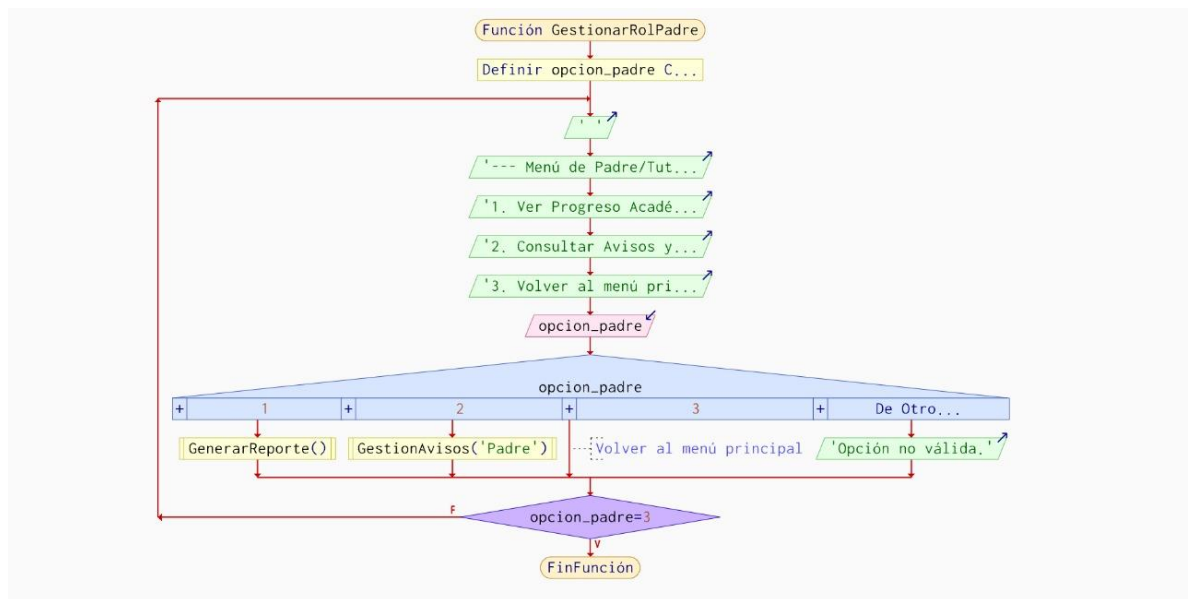 Función GestionarRolPadre
Definir opcion_padre C...
' '
'--- Menú de Padre/Tut...
'1. Ver Progreso Acadé...
'2. Consultar Avisos y...
'3. Volver al menú pri...
opcion_padre
opcion_padre
+ 1 + 2 + 3 + De Otro...
GenerarReporte() GestionAvisos('Padre') Volver al menú principal 'Opción no válida.'
F opcion_padre=3
V
FinFunción